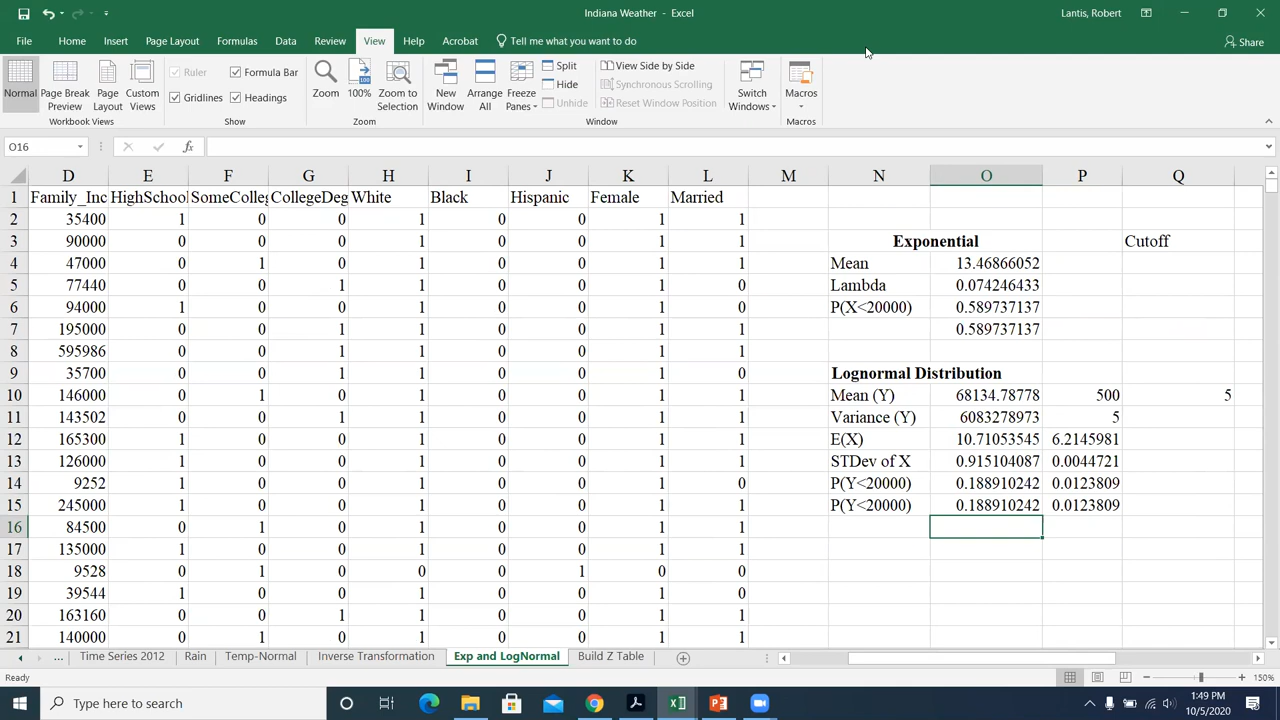 Indiana Weather - Excel
Lantis, Robert
File Home Insert Page Layout Formulas Data Review View Help Acrobat Tell me what you want to do Share
Normal Page Break Preview Page Layout Custom Views
Ruler Formula Bar
Gridlines Headings
Zoom 100% Zoom to Selection
New Window Arrange All Freeze Panes
Split
Hide
Unhide
View Side by Side
Synchronous Scrolling
Reset Window Position
Switch Windows Macros
Workbook Views Show Zoom Window Macros
O16 fx
D E F G H I J K L M N O P Q
1 Family_Inc HighSchool SomeColleg CollegeDeg White Black Hispanic Female Married
2 35400 1 0 0 1 0 0 1 1
3 90000 0 0 0 1 0 0 1 1 Exponential Cutoff
4 47000 0 1 0 1 0 0 1 1 Mean 13.46866052
5 77440 0 0 1 1 0 0 1 0 Lambda 0.074246433
6 94000 1 0 0 1 0 0 1 1 P(X<20000) 0.589737137
7 195000 0 0 1 1 0 0 1 1 0.589737137
8 595986 0 0 1 1 0 0 1 1
9 35700 0 0 1 1 0 0 1 0 Lognormal Distribution
10 146000 0 1 0 1 0 0 1 1 Mean (Y) 68134.78778 500 5
11 143502 0 0 1 1 0 0 1 1 Variance (Y) 6083278973 5
12 165300 1 0 0 1 0 0 1 1 E(X) 10.71053545 6.2145981
13 126000 1 0 0 1 0 0 1 1 STDev of X 0.915104087 0.0044721
14 9252 1 0 0 1 0 0 1 0 P(Y<20000) 0.188910242 0.0123809
15 245000 1 0 0 1 0 0 1 1 P(Y<20000) 0.188910242 0.0123809
16 84500 0 1 0 1 0 0 1 1
17 135000 1 0 0 1 0 0 1 1
18 9528 0 1 0 0 0 1 0 0
19 39544 1 0 0 1 0 0 1 0
20 163160 0 0 1 1 0 0 1 1
21 140000 0 1 0 1 0 0 1 1
... Time Series 2012 Rain Temp-Normal Inverse Transformation Exp and LogNormal Build Z Table
Ready 150%
Type here to search
1:49 PM
10/5/2020